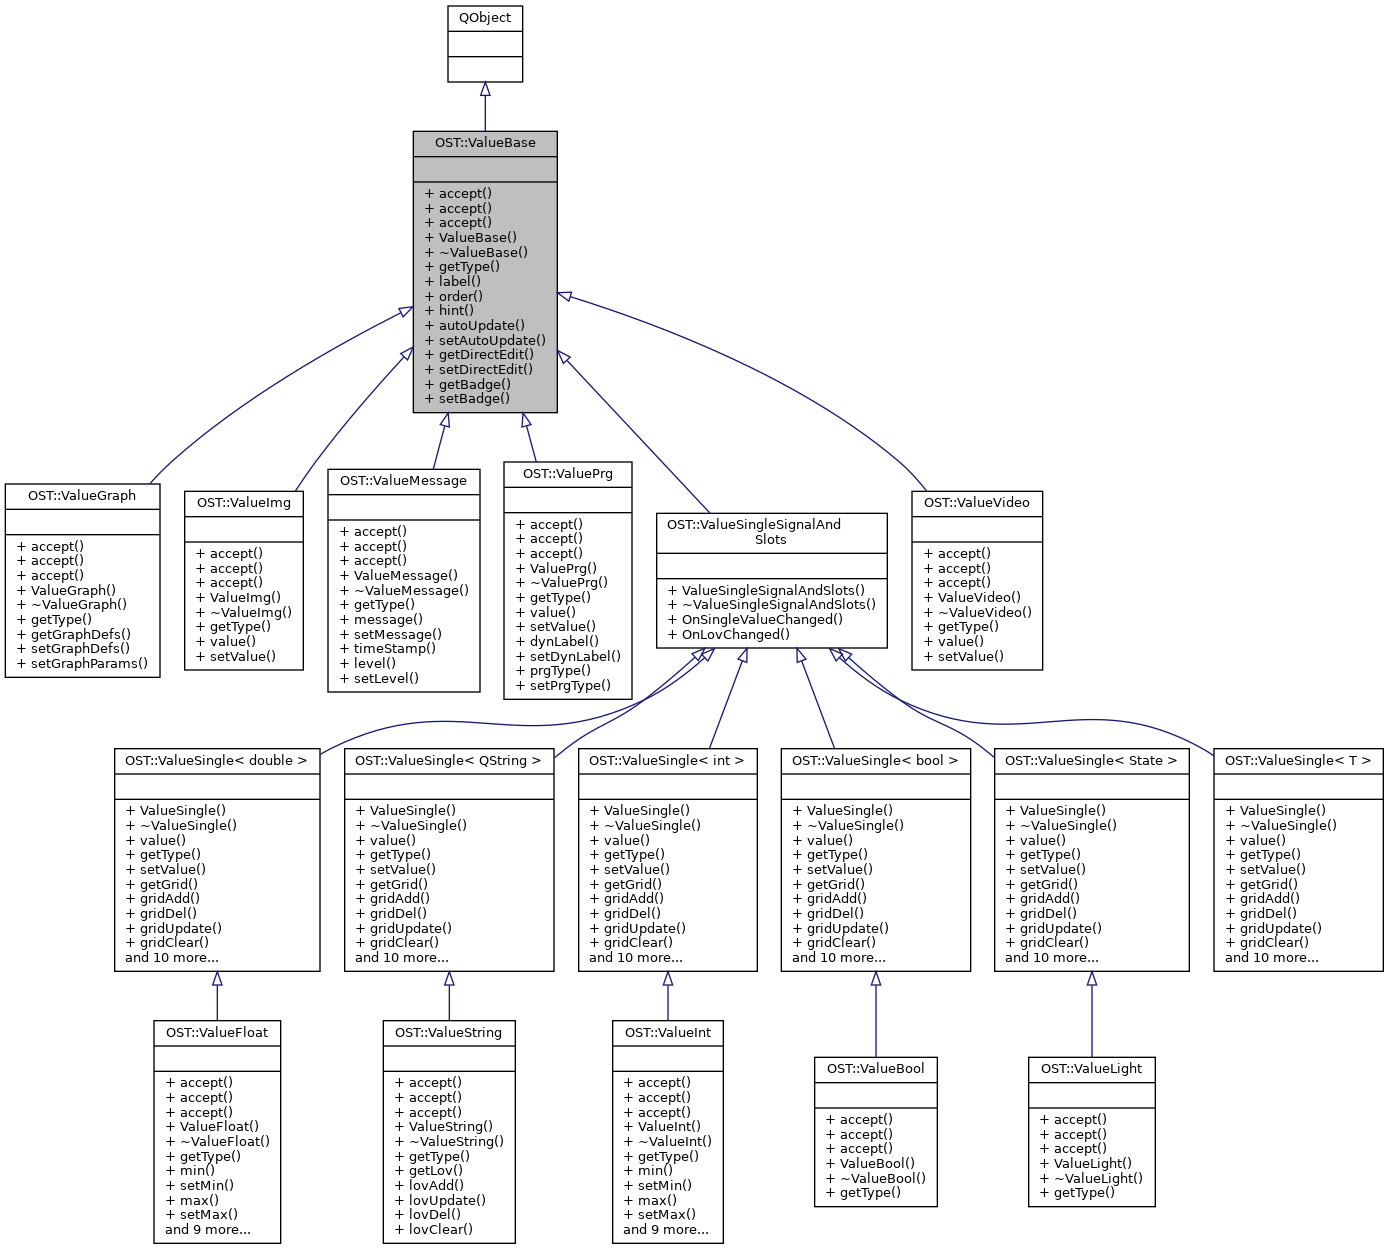 QObject
OST::ValueBase
+ accept()
+ accept()
+ accept()
+ ValueBase()
+ ~ValueBase()
+ getType()
+ label()
+ order()
+ hint()
+ autoUpdate()
+ setAutoUpdate()
+ getDirectEdit()
+ setDirectEdit()
+ getBadge()
+ setBadge()
OST::ValueGraph
+ accept()
+ accept()
+ accept()
+ ValueGraph()
+ ~ValueGraph()
+ getType()
+ getGraphDefs()
+ setGraphDefs()
+ setGraphParams()
OST::ValueImg
+ accept()
+ accept()
+ accept()
+ ValueImg()
+ ~ValueImg()
+ getType()
+ value()
+ setValue()
OST::ValueMessage
+ accept()
+ accept()
+ accept()
+ ValueMessage()
+ ~ValueMessage()
+ getType()
+ message()
+ setMessage()
+ timeStamp()
+ level()
+ setLevel()
OST::ValuePrg
+ accept()
+ accept()
+ accept()
+ ValuePrg()
+ ~ValuePrg()
+ getType()
+ value()
+ setValue()
+ dynLabel()
+ setDynLabel()
+ prgType()
+ setPrgType()
OST::ValueSingleSignalAnd
Slots
+ ValueSingleSignalAndSlots()
+ ~ValueSingleSignalAndSlots()
+ OnSingleValueChanged()
+ OnLovChanged()
OST::ValueVideo
+ accept()
+ accept()
+ accept()
+ ValueVideo()
+ ~ValueVideo()
+ getType()
+ value()
+ setValue()
OST::ValueSingle< double >
+ ValueSingle()
+ ~ValueSingle()
+ value()
+ getType()
+ setValue()
+ getGrid()
+ gridAdd()
+ gridDel()
+ gridUpdate()
+ gridClear()
and 10 more...
OST::ValueSingle< QString >
+ ValueSingle()
+ ~ValueSingle()
+ value()
+ getType()
+ setValue()
+ getGrid()
+ gridAdd()
+ gridDel()
+ gridUpdate()
+ gridClear()
and 10 more...
OST::ValueSingle< int >
+ ValueSingle()
+ ~ValueSingle()
+ value()
+ getType()
+ setValue()
+ getGrid()
+ gridAdd()
+ gridDel()
+ gridUpdate()
+ gridClear()
and 10 more...
OST::ValueSingle< bool >
+ ValueSingle()
+ ~ValueSingle()
+ value()
+ getType()
+ setValue()
+ getGrid()
+ gridAdd()
+ gridDel()
+ gridUpdate()
+ gridClear()
and 10 more...
OST::ValueSingle< State >
+ ValueSingle()
+ ~ValueSingle()
+ value()
+ getType()
+ setValue()
+ getGrid()
+ gridAdd()
+ gridDel()
+ gridUpdate()
+ gridClear()
and 10 more...
OST::ValueSingle< T >
+ ValueSingle()
+ ~ValueSingle()
+ value()
+ getType()
+ setValue()
+ getGrid()
+ gridAdd()
+ gridDel()
+ gridUpdate()
+ gridClear()
and 10 more...
OST::ValueFloat
+ accept()
+ accept()
+ accept()
+ ValueFloat()
+ ~ValueFloat()
+ getType()
+ min()
+ setMin()
+ max()
+ setMax()
and 9 more...
OST::ValueString
+ accept()
+ accept()
+ accept()
+ ValueString()
+ ~ValueString()
+ getType()
+ getLov()
+ lovAdd()
+ lovUpdate()
+ lovDel()
+ lovClear()
OST::ValueInt
+ accept()
+ accept()
+ accept()
+ ValueInt()
+ ~ValueInt()
+ getType()
+ min()
+ setMin()
+ max()
+ setMax()
and 9 more...
OST::ValueBool
+ accept()
+ accept()
+ accept()
+ ValueBool()
+ ~ValueBool()
+ getType()
OST::ValueLight
+ accept()
+ accept()
+ accept()
+ ValueLight()
+ ~ValueLight()
+ getType()